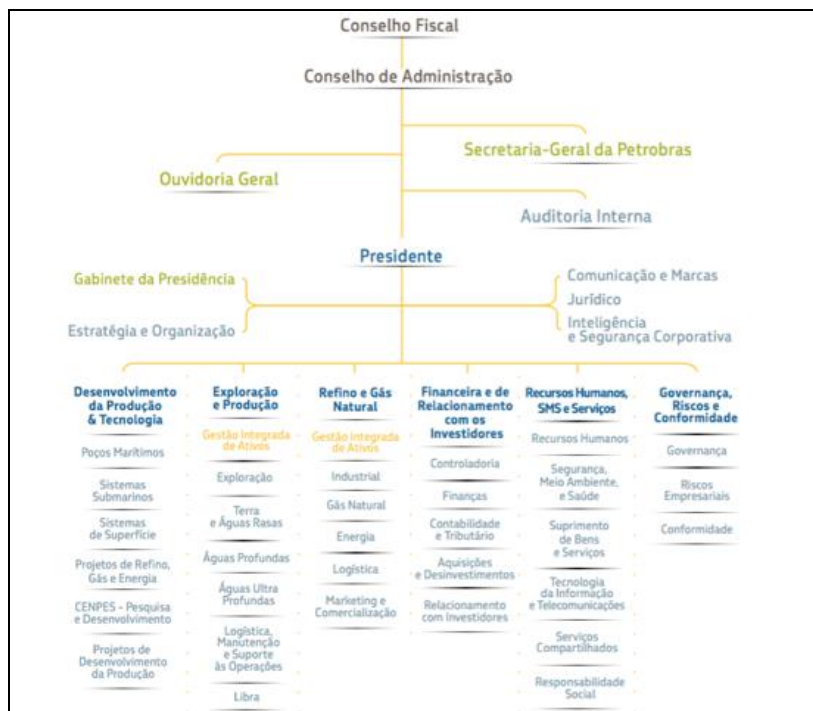 Conselho Fiscal
Conselho de Administração
Secretaria-Geral da Petrobras
Ouvidoria Geral
Auditoria Interna
Presidente
Gabinete da Presidência
Estratégia e Organização
Comunicação e Marcas
Jurídico
Inteligência
e Segurança Corporativa
Desenvolvimento
da Produção
& Tecnologia
Poços Marítimos
Sistemas
Submarinos
Sistemas
de Superfície
Projetos de Refino,
Gás e Energia
CENPES - Pesquisa
e Desenvolvimento
Projetos de
Desenvolvimento
da Produção
Exploração
e Produção
Gestão Integrada
de Ativos
Exploração
Terra
e Águas Rasas
Águas Profundas
Águas Ultra
Profundas
Logística,
Manutenção
e Suporte
às Operações
Libra
Refino e Gás
Natural
Gestão Integrada
de Ativos
Industrial
Gás Natural
Energia
Logística
Marketing e
Comercialização
Financeira e de
Relacionamento
com os
Investidores
Controladoria
Finanças
Contabilidade
e Tributário
Aquisições
e Desinvestimentos
Relacionamento
com investidores
Recursos Humanos,
SMS e Serviços
Recursos Humanos
Segurança,
Meio Ambiente,
e Saúde
Suprimento
de Bens
e Serviços
Tecnologia
da Informação
e Telecomunicações
Serviços
Compartilhados
Responsabilidade
Social
Governança,
Riscos e
Conformidade
Governança
Riscos
Empresariais
Conformidade